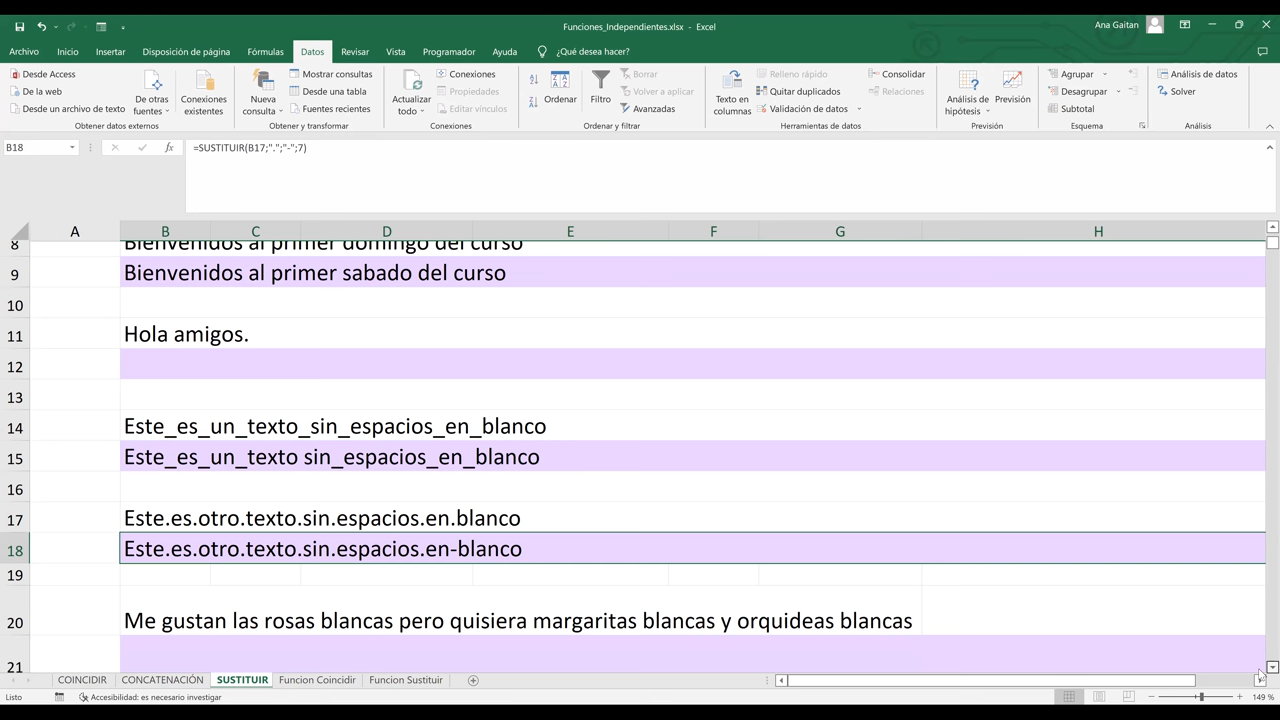 Funciones_Independientes.xlsx - Excel
Ana Gaitan
Archivo Inicio Insertar Disposición de página Fórmulas Datos Revisar Vista Programador Ayuda ¿Qué desea hacer?
Desde Access
De la web
Desde un archivo de texto
De otras fuentes
Conexiones existentes
Obtener datos externos
Nueva consulta
Mostrar consultas
Desde una tabla
Fuentes recientes
Obtener y transformar
Actualizar todo
Conexiones
Propiedades
Editar vínculos
Conexiones
Ordenar
Filtro
Borrar
Volver a aplicar
Avanzadas
Ordenar y filtrar
Texto en columnas
Relleno rápido
Quitar duplicados
Validación de datos
Consolidar
Relaciones
Herramientas de datos
Análisis de hipótesis
Previsión
Previsión
Agrupar
Desagrupar
Subtotal
Esquema
Análisis de datos
Solver
Análisis
B18 fx =SUSTITUIR(B17;".";"-";7)
A B C D E F G H
8 Bienvenidos al primer domingo del curso
9 Bienvenidos al primer sabado del curso
10
11 Hola amigos.
12
13
14 Este_es_un_texto_sin_espacios_en_blanco
15 Este_es_un_texto sin_espacios_en_blanco
16
17 Este.es.otro.texto.sin.espacios.en.blanco
18 Este.es.otro.texto.sin.espacios.en-blanco
19
20 Me gustan las rosas blancas pero quisiera margaritas blancas y orquideas blancas
21
COINCIDIR CONCATENACIÓN SUSTITUIR Funcion Coincidir Funcion Sustituir
Listo Accesibilidad: es necesario investigar 149 %